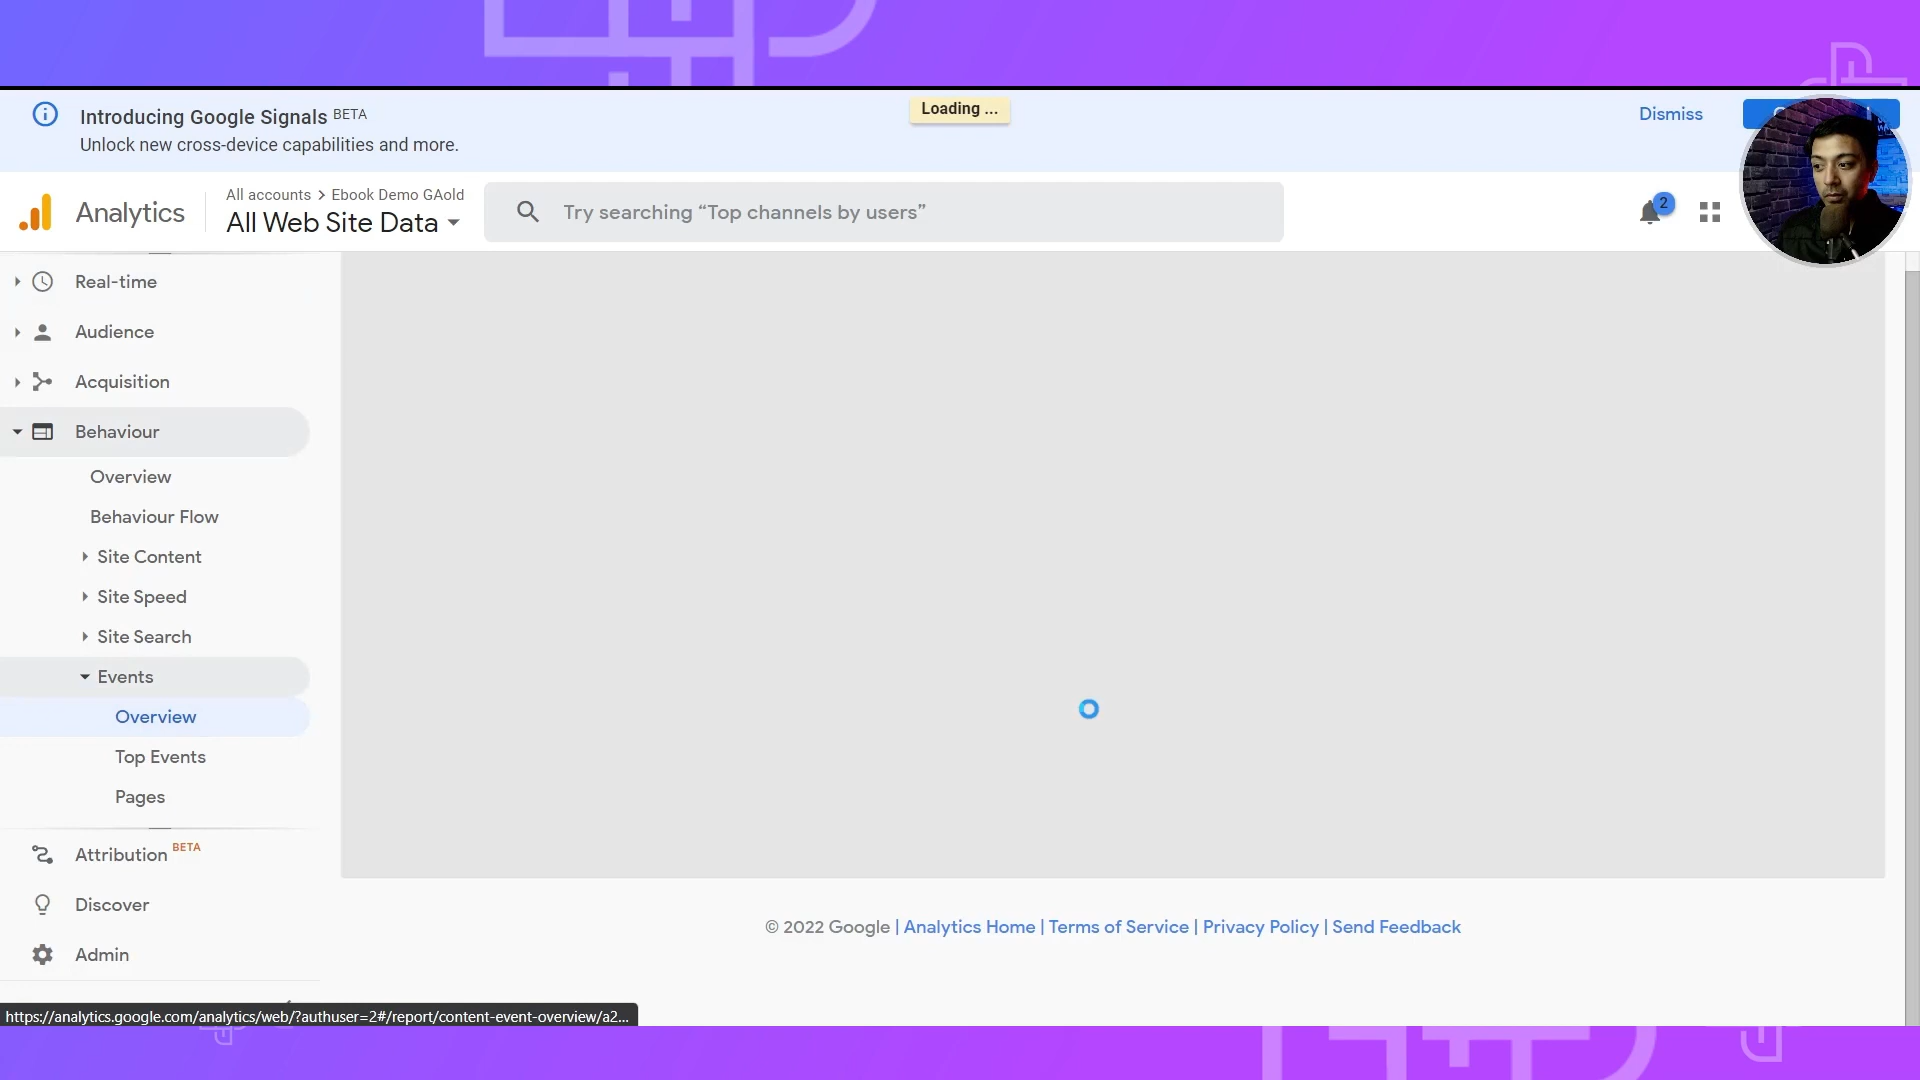 Introducing Google Signals BETA
Unlock new cross-device capabilities and more.
Loading ...
Dismiss
Analytics
All accounts > Ebook Demo GAold
All Web Site Data
Try searching “Top channels by users”
2
Real-time
Audience
Acquisition
Behaviour
Overview
Behaviour Flow
Site Content
Site Speed
Site Search
Events
Overview
Top Events
Pages
Attribution BETA
Discover
Admin
© 2022 Google | Analytics Home | Terms of Service | Privacy Policy | Send Feedback
https://analytics.google.com/analytics/web/?authuser=2#/report/content-event-overview/a2...